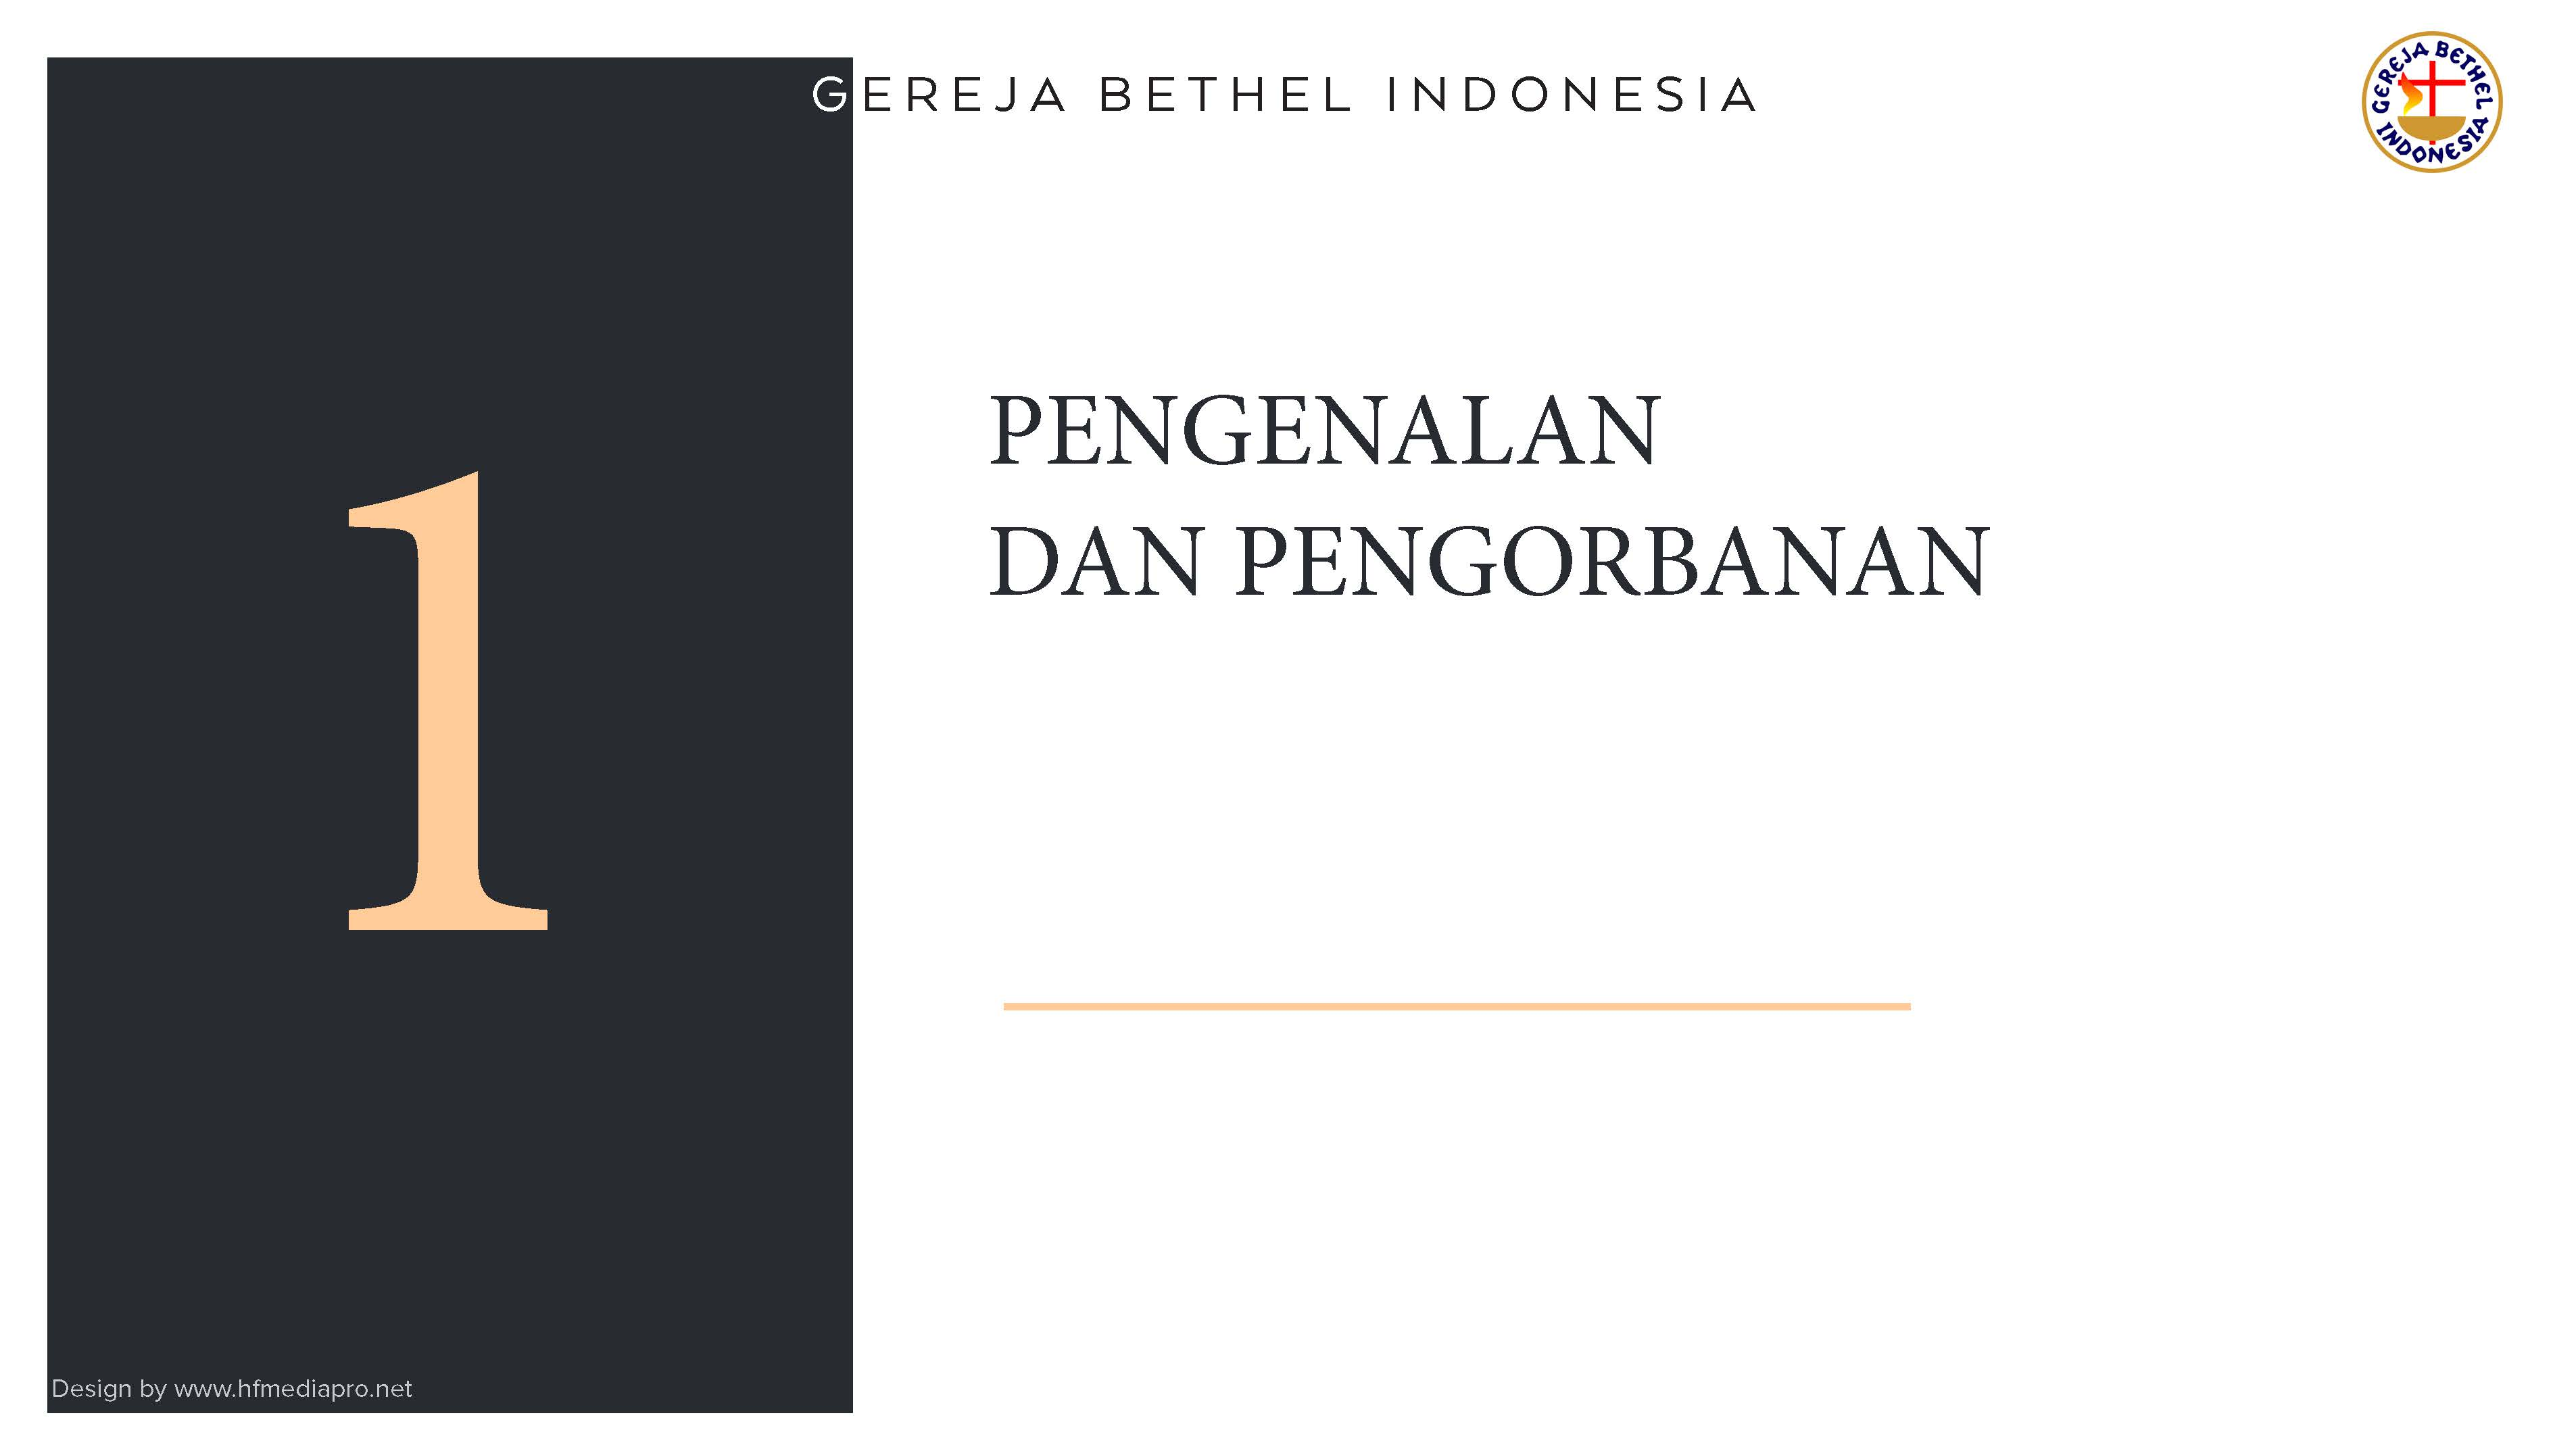 GEREJA BETHEL INDONESIA
GEREJA BETHEL
INDONESIA
1
PENGENALAN
DAN PENGORBANAN
Design by www.hfmediapro.net